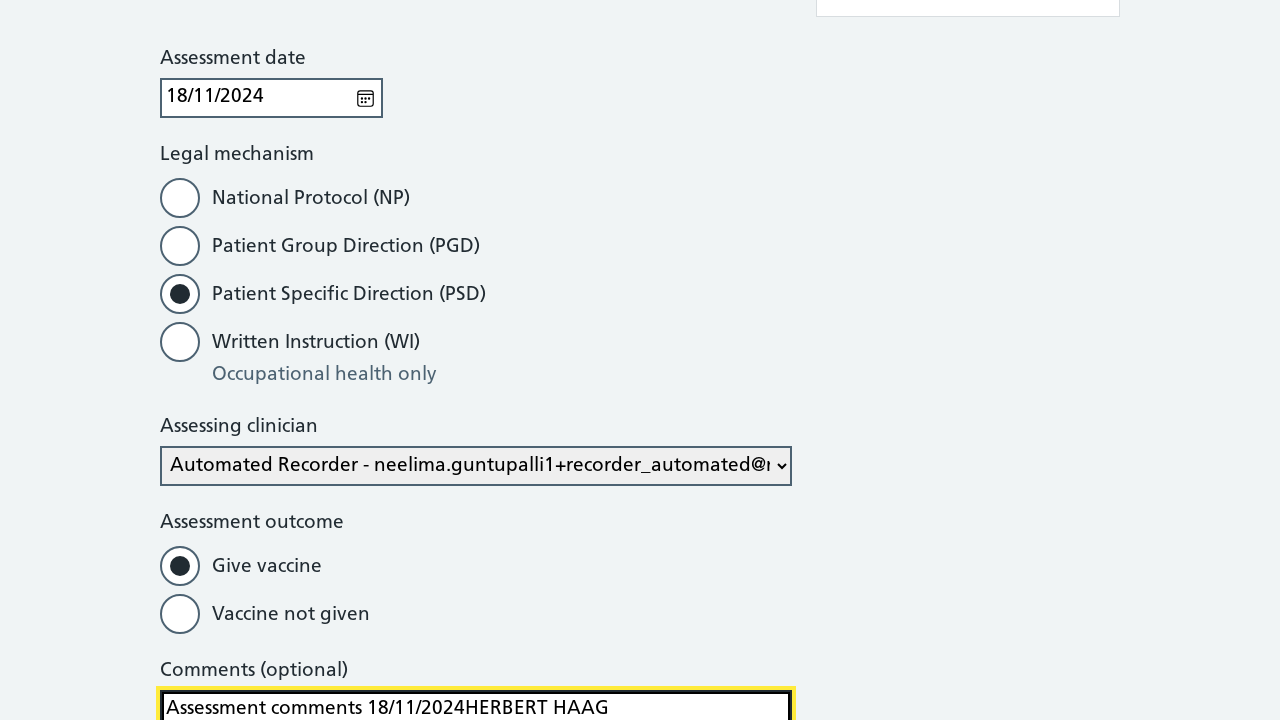 Assessment date
18/11/2024
Legal mechanism
National Protocol (NP)
Patient Group Direction (PGD)
Patient Specific Direction (PSD)
Written Instruction (WI)
Occupational health only
Assessing clinician
Automated Recorder - neelima.guntupalli1+recorder_automated@
Assessment outcome
Give vaccine
Vaccine not given
Comments (optional)
Assessment comments 18/11/2024HERBERT HAAG